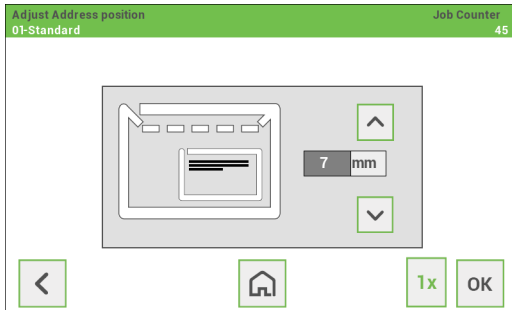 Adjust Address position
Job Counter
01-Standard
45
7 mm
1x
OK